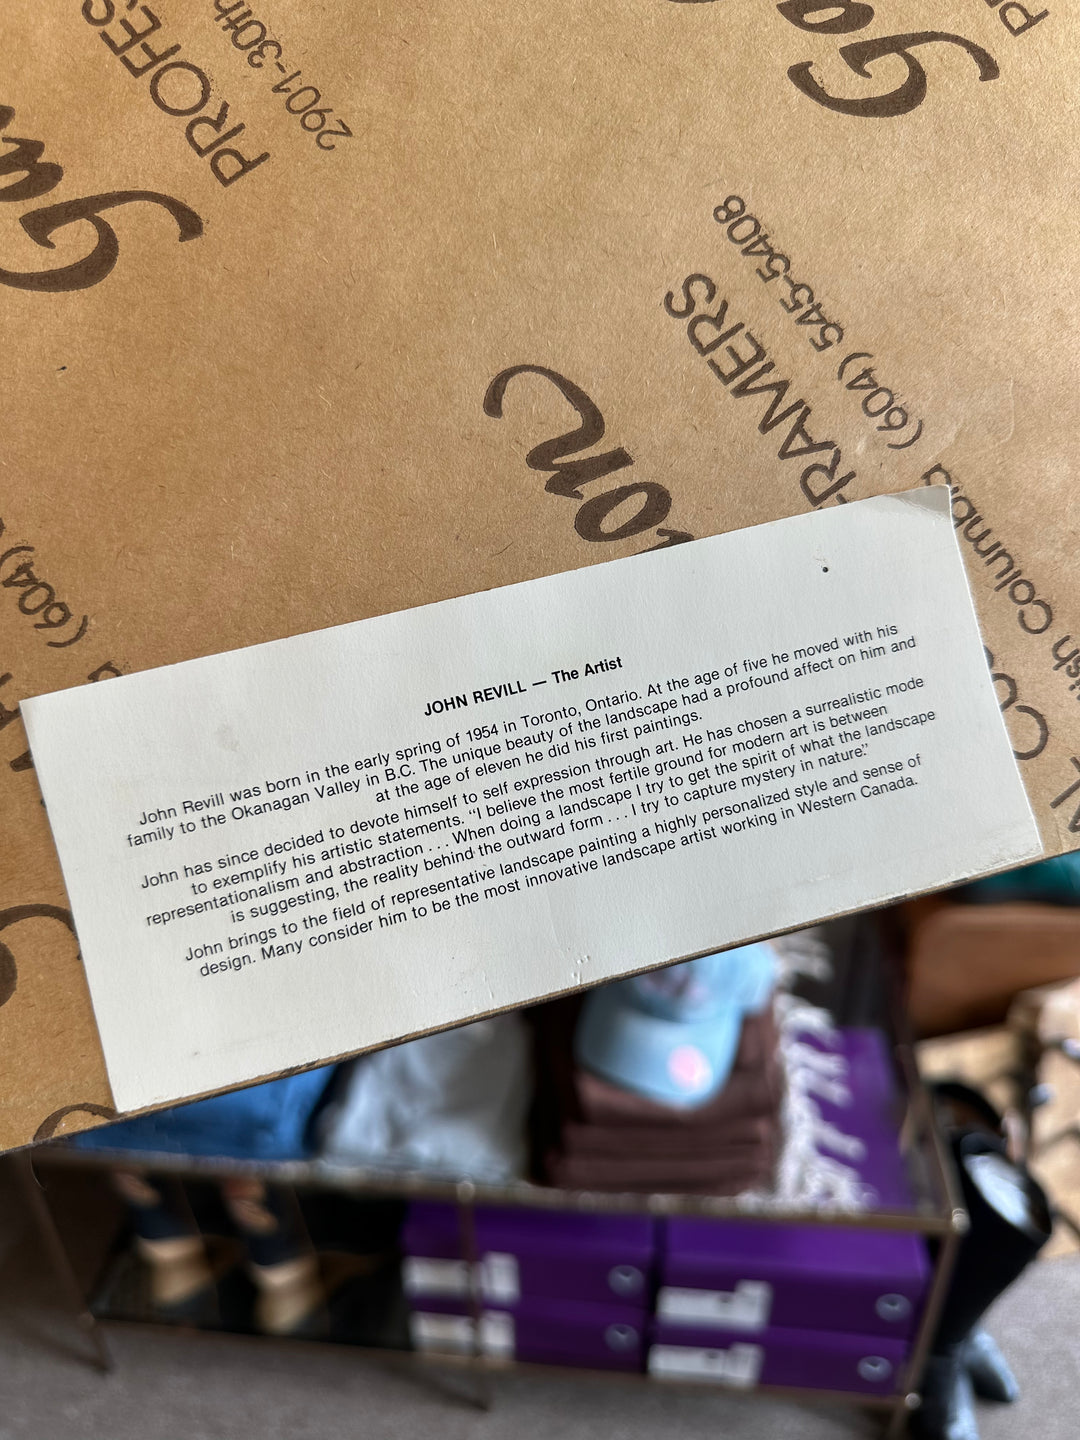 PROFES
2901-30th
(604) 545-5408
FRAMERS
on
ish Columbia
(604)
JOHN REVILL — The Artist
John Revill was born in the early spring of 1954 in Toronto, Ontario. At the age of five he moved with his
family to the Okanagan Valley in B.C. The unique beauty of the landscape had a profound affect on him and
at the age of eleven he did his first paintings.
John has since decided to devote himself to self expression through art. He has chosen a surrealistic mode
to exemplify his artistic statements. “I believe the most fertile ground for modern art is between
representationalism and abstraction . . . When doing a landscape I try to get the spirit of what the landscape
is suggesting, the reality behind the outward form . . . I try to capture mystery in nature.”
John brings to the field of representative landscape painting a highly personalized style and sense of
design. Many consider him to be the most innovative landscape artist working in Western Canada.